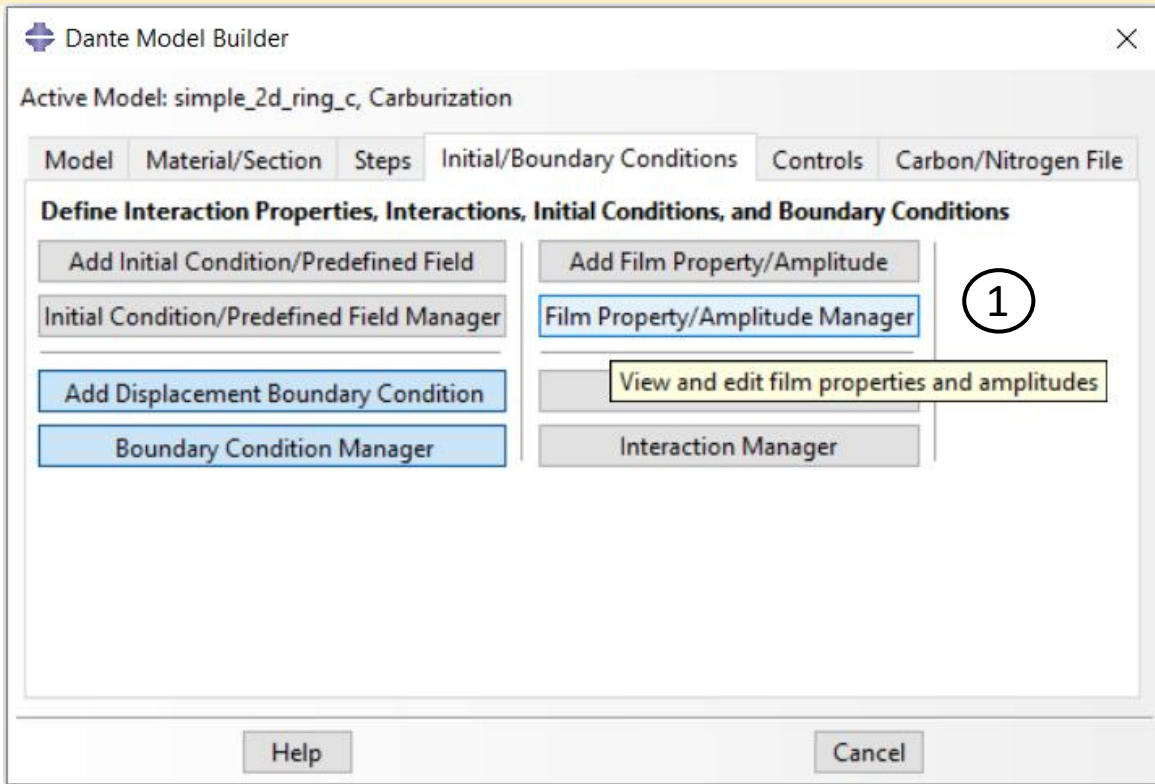 Dante Model Builder
Active Model: simple_2d_ring_c, Carburization
Model Material/Section Steps Initial/Boundary Conditions Controls Carbon/Nitrogen File
Define Interaction Properties, Interactions, Initial Conditions, and Boundary Conditions
Add Initial Condition/Predefined Field
Add Film Property/Amplitude
Initial Condition/Predefined Field Manager
Film Property/Amplitude Manager
1
View and edit film properties and amplitudes
Add Displacement Boundary Condition
Boundary Condition Manager
Interaction Manager
Help
Cancel